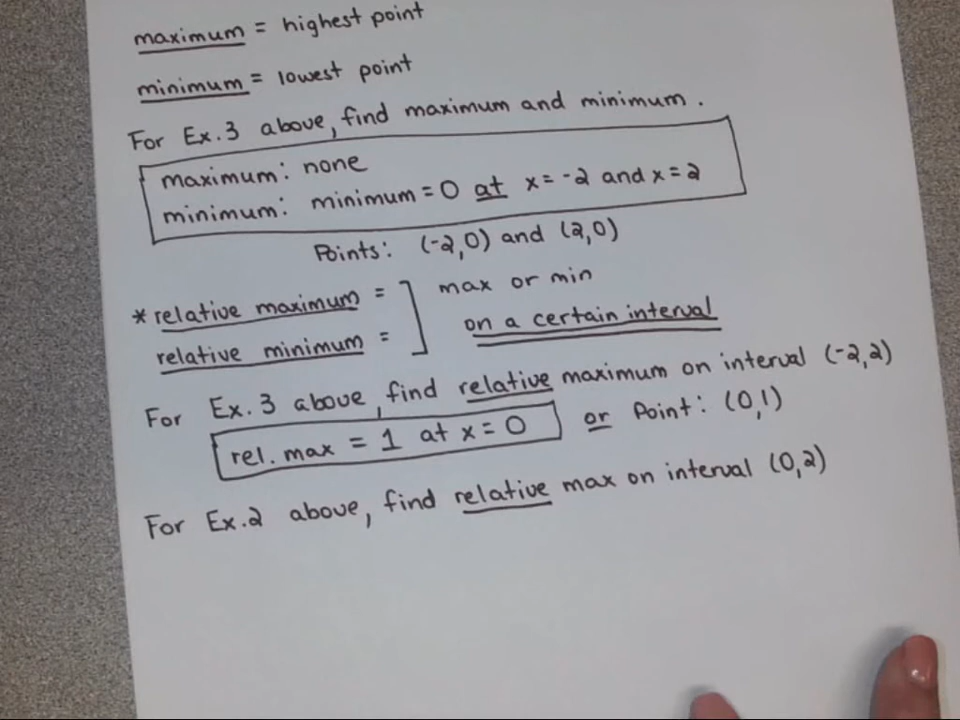 maximum = highest point
minimum = lowest point
For Ex. 3 above, find maximum and minimum.
maximum: none
minimum: minimum = 0 at x = -2 and x = 2
Points: (-2,0) and (2,0)
* relative maximum = ] max or min
relative minimum = ] on a certain interval
For Ex. 3 above, find relative maximum on interval (-2,2)
rel. max = 1 at x = 0 or Point: (0,1)
For Ex. 2 above, find relative max on interval (0,2)